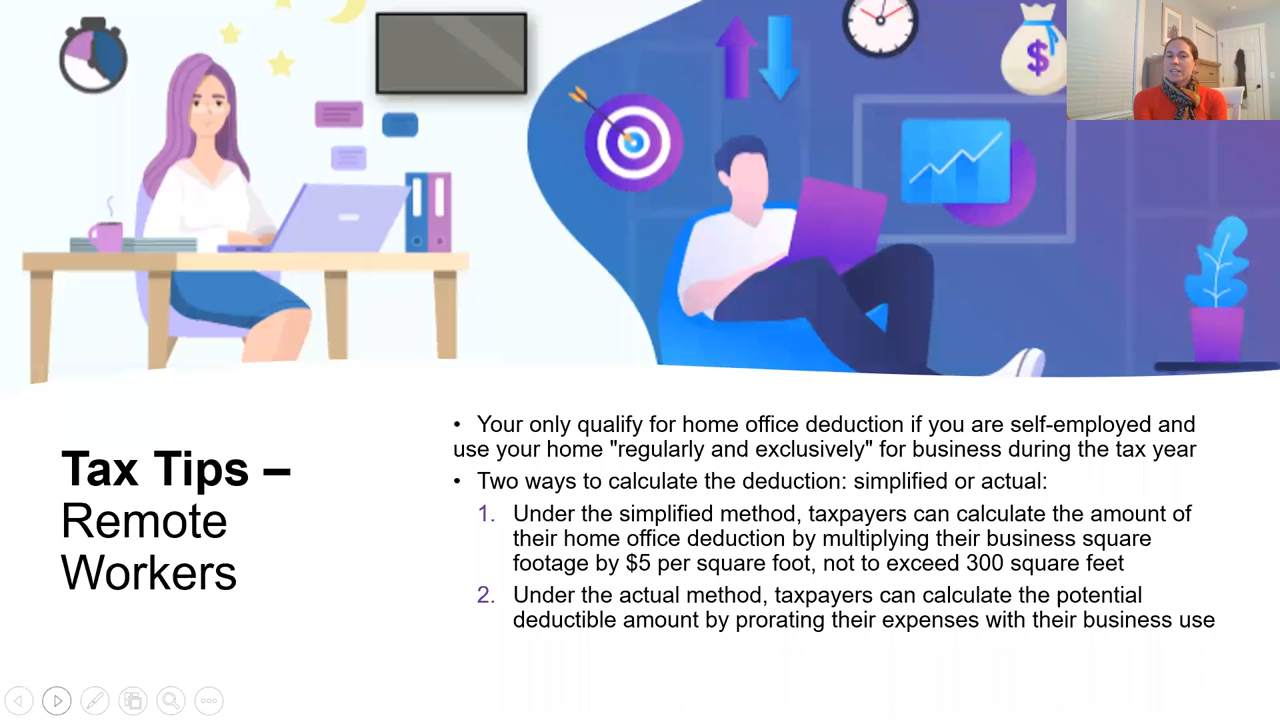 Tax Tips –
Remote
Workers
• Your only qualify for home office deduction if you are self-employed and
use your home "regularly and exclusively" for business during the tax year
• Two ways to calculate the deduction: simplified or actual:
1. Under the simplified method, taxpayers can calculate the amount of
their home office deduction by multiplying their business square
footage by $5 per square foot, not to exceed 300 square feet
2. Under the actual method, taxpayers can calculate the potential
deductible amount by prorating their expenses with their business use
$